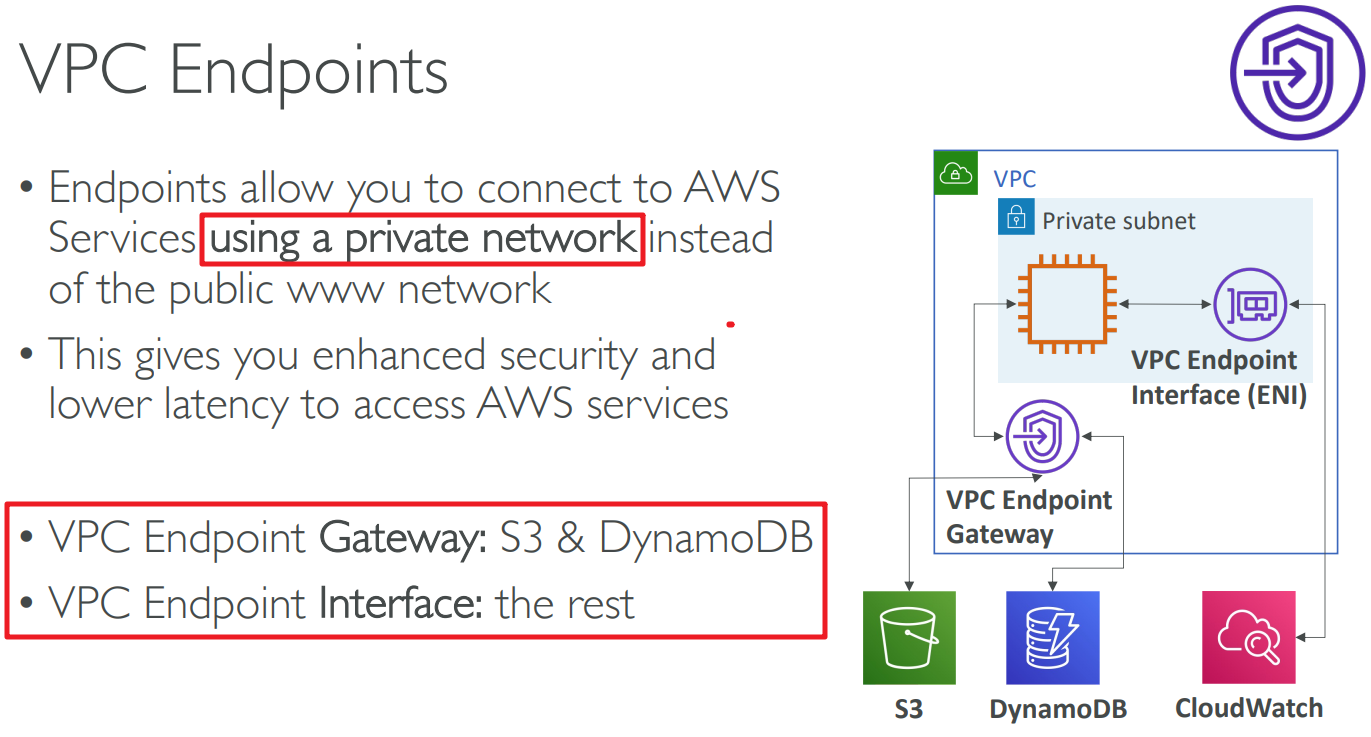 VPC Endpoints
• Endpoints allow you to connect to AWS
Services using a private network instead
of the public www network
• This gives you enhanced security and
lower latency to access AWS services
• VPC Endpoint Gateway: S3 & DynamoDB
• VPC Endpoint Interface: the rest
VPC
Private subnet
VPC Endpoint
Interface (ENI)
VPC Endpoint
Gateway
S3
DynamoDB
CloudWatch